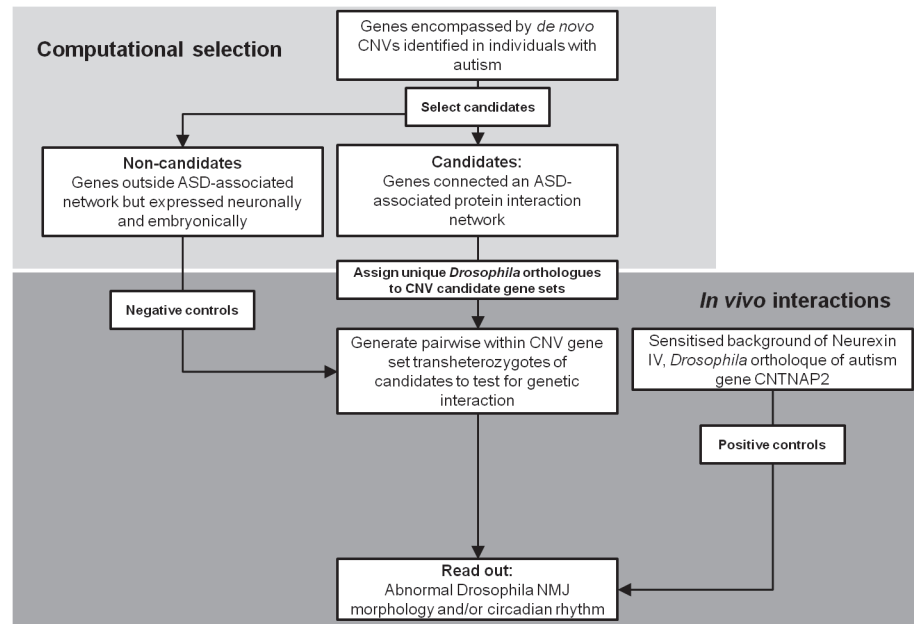 Computational selection
Genes encompassed by de novo
CNVs identified in individuals with
autism
Select candidates
Non-candidates
Genes outside ASD-associated
network but expressed neuronally
and embryonically
Candidates:
Genes connected an ASD-
associated protein interaction
network
Assign unique Drosophila orthologues
to CNV candidate gene sets
In vivo interactions
Negative controls
Generate pairwise within CNV gene
set transheterozygotes of
candidates to test for genetic
interaction
Sensitised background of Neurexin
IV, Drosophila ortholoque of autism
gene CNTNAP2
Positive controls
Read out:
Abnormal Drosophila NMJ
morphology and/or circadian rhythm